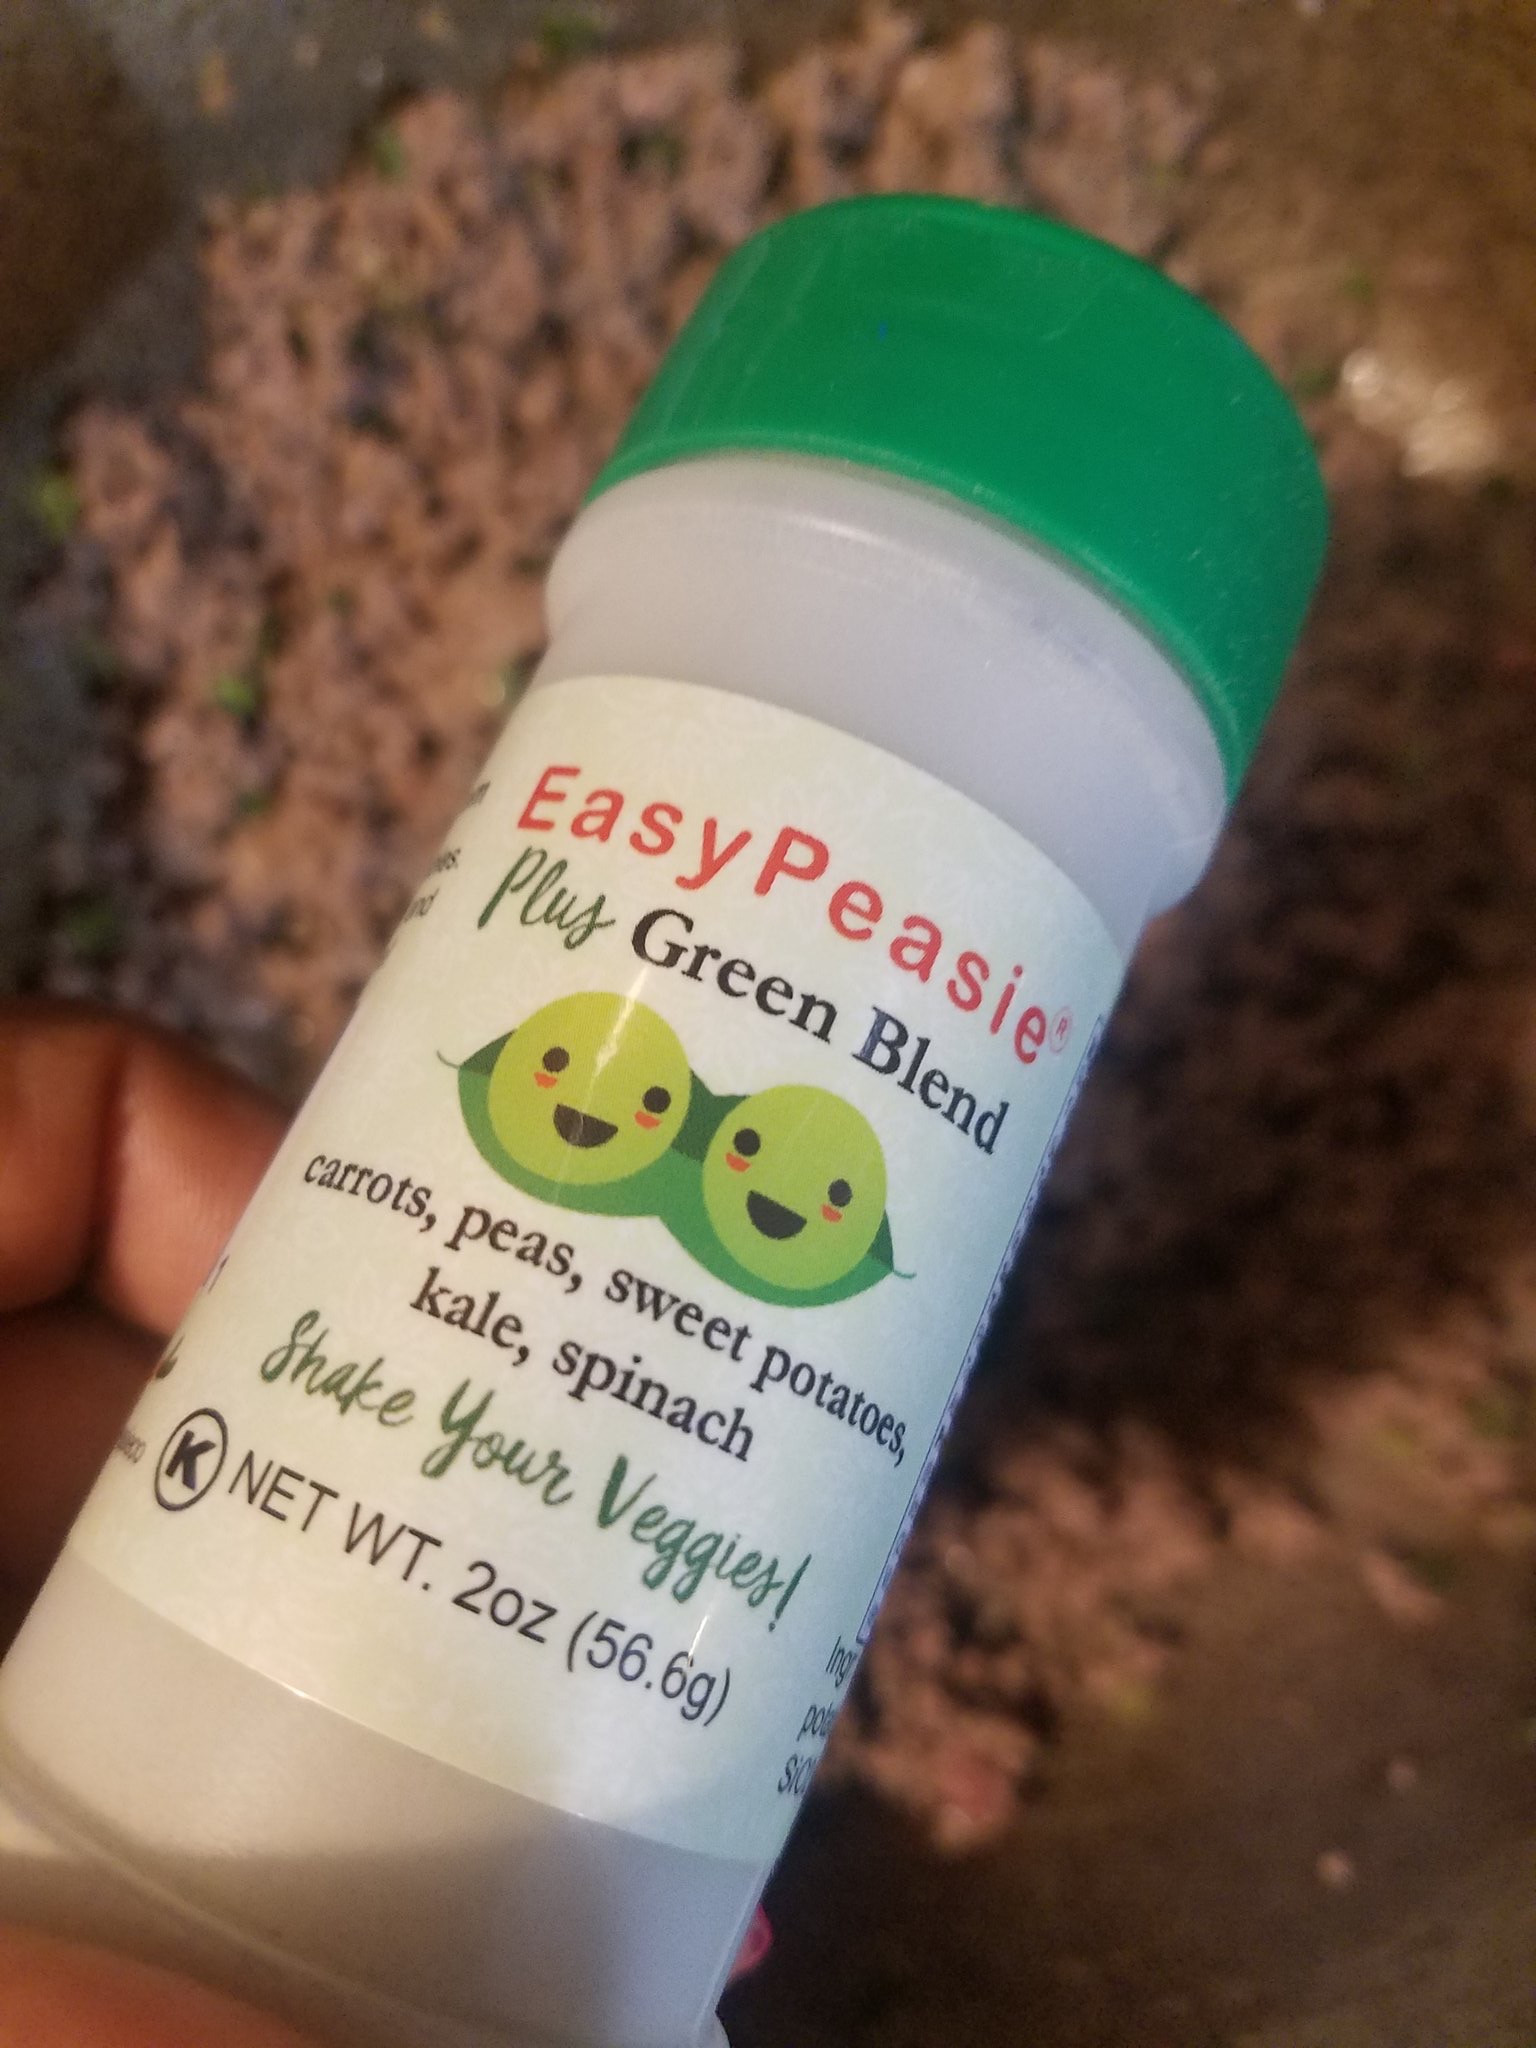 EasyPeasie®
Plus Green Blend
carrots, peas, sweet potatoes,
kale, spinach
Shake Your Veggies!
K NET WT. 2oz (56.6g)